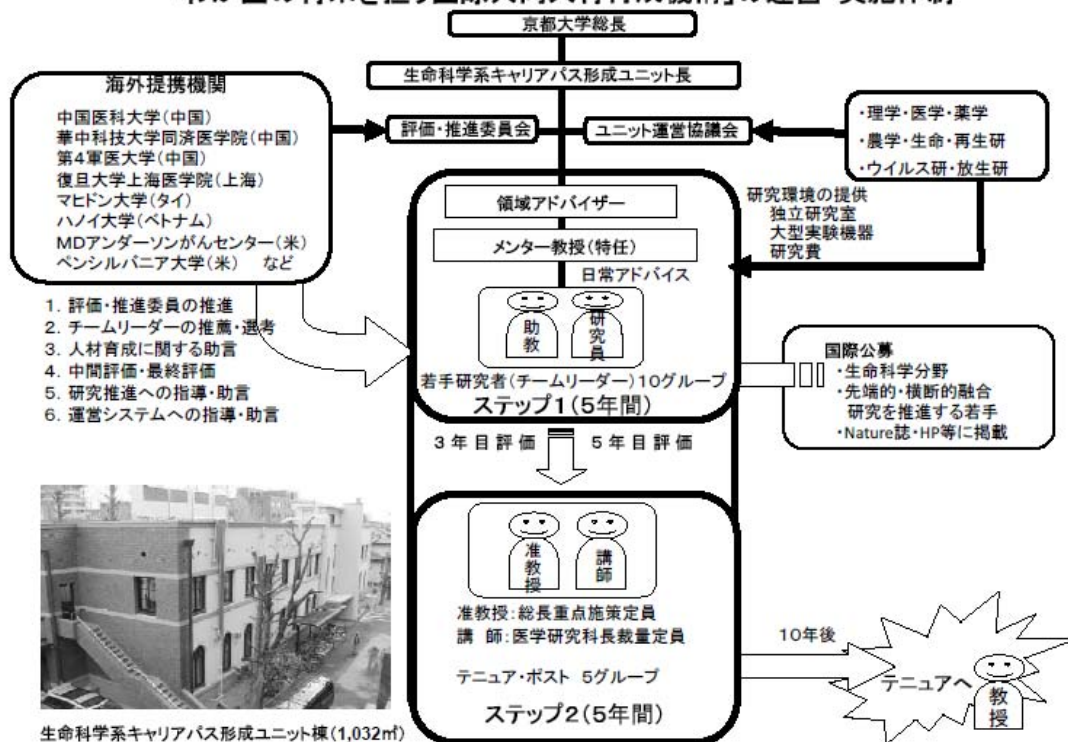 京都大学総長
生命科学系キャリアパス形成ユニット長
評価・推進委員会
ユニット運営協議会
海外提携機関
中国医科大学(中国)
華中科技大学同済医学院(中国)
第4軍医大学(中国)
復旦大学上海医学院(上海)
マヒドン大学(タイ)
ハノイ大学(ベトナム)
MDアンダーソンがんセンター(米)
ペンシルバニア大学(米) など
・理学・医学・薬学
・農学・生命・再生研
・ウイルス研・放生研
研究環境の提供
独立研究室
大型実験機器
研究費
領域アドバイザー
メンター教授(特任)
日常アドバイス
助教
研究員
若手研究者(チームリーダー)10グループ
ステップ1(5年間)
1. 評価・推進委員の推進
2. チームリーダーの推薦・選考
3. 人材育成に関する助言
4. 中間評価・最終評価
5. 研究推進への指導・助言
6. 運営システムへの指導・助言
国際公募
・生命科学分野
・先端的・横断的融合
研究を推進する若手
・Nature誌・HP等に掲載
3年目評価
5年目評価
准教授
講師
准教授:総長重点施策定員
講 師:医学研究科長裁量定員
テニュア・ポスト 5グループ
ステップ2(5年間)
10年後
テニュアへ
教授
生命科学系キャリアパス形成ユニット棟(1,032㎡)